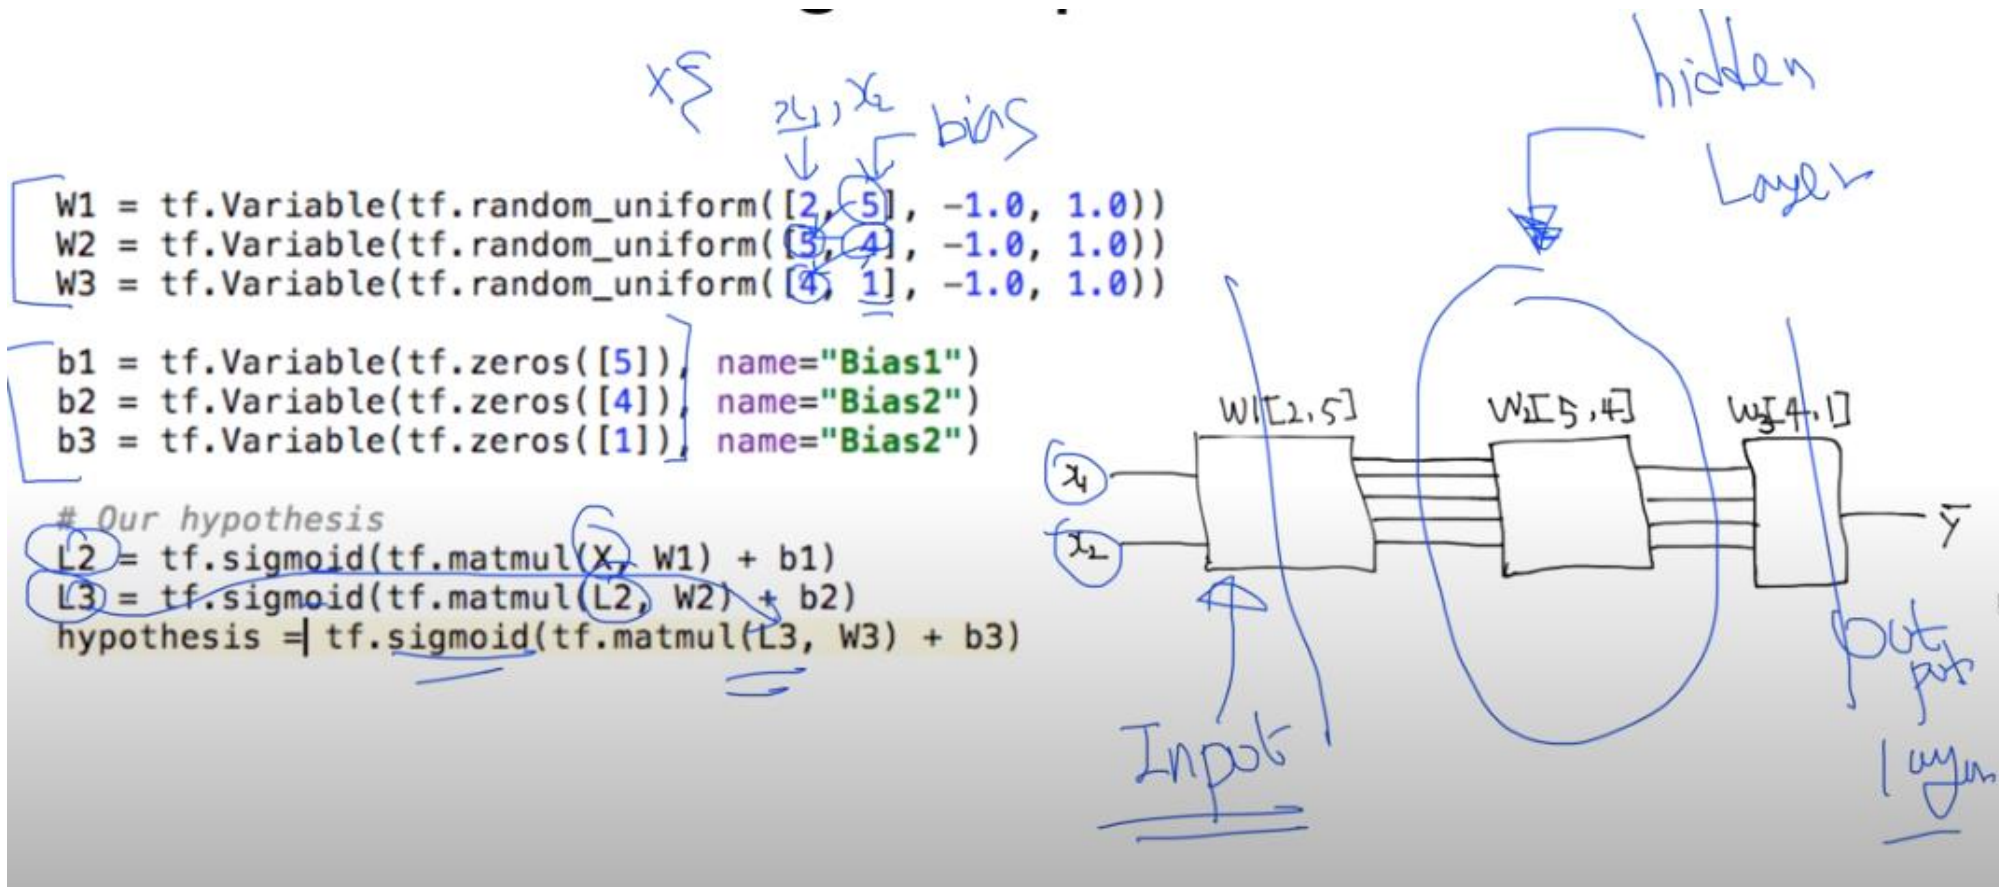 x1, x2
bias
W1 = tf.Variable(tf.random_uniform([2, 5], -1.0, 1.0))
W2 = tf.Variable(tf.random_uniform([5, 4], -1.0, 1.0))
W3 = tf.Variable(tf.random_uniform([4, 1], -1.0, 1.0))
b1 = tf.Variable(tf.zeros([5]), name="Bias1")
b2 = tf.Variable(tf.zeros([4]), name="Bias2")
b3 = tf.Variable(tf.zeros([1]), name="Bias2")
# Our hypothesis
L2 = tf.sigmoid(tf.matmul(X, W1) + b1)
L3 = tf.sigmoid(tf.matmul(L2, W2) + b2)
hypothesis = tf.sigmoid(tf.matmul(L3, W3) + b3)
hidden
Layer
W1[2,5]
W2[5,4]
W3[4,1]
x1
x2
Input
out
put
layer